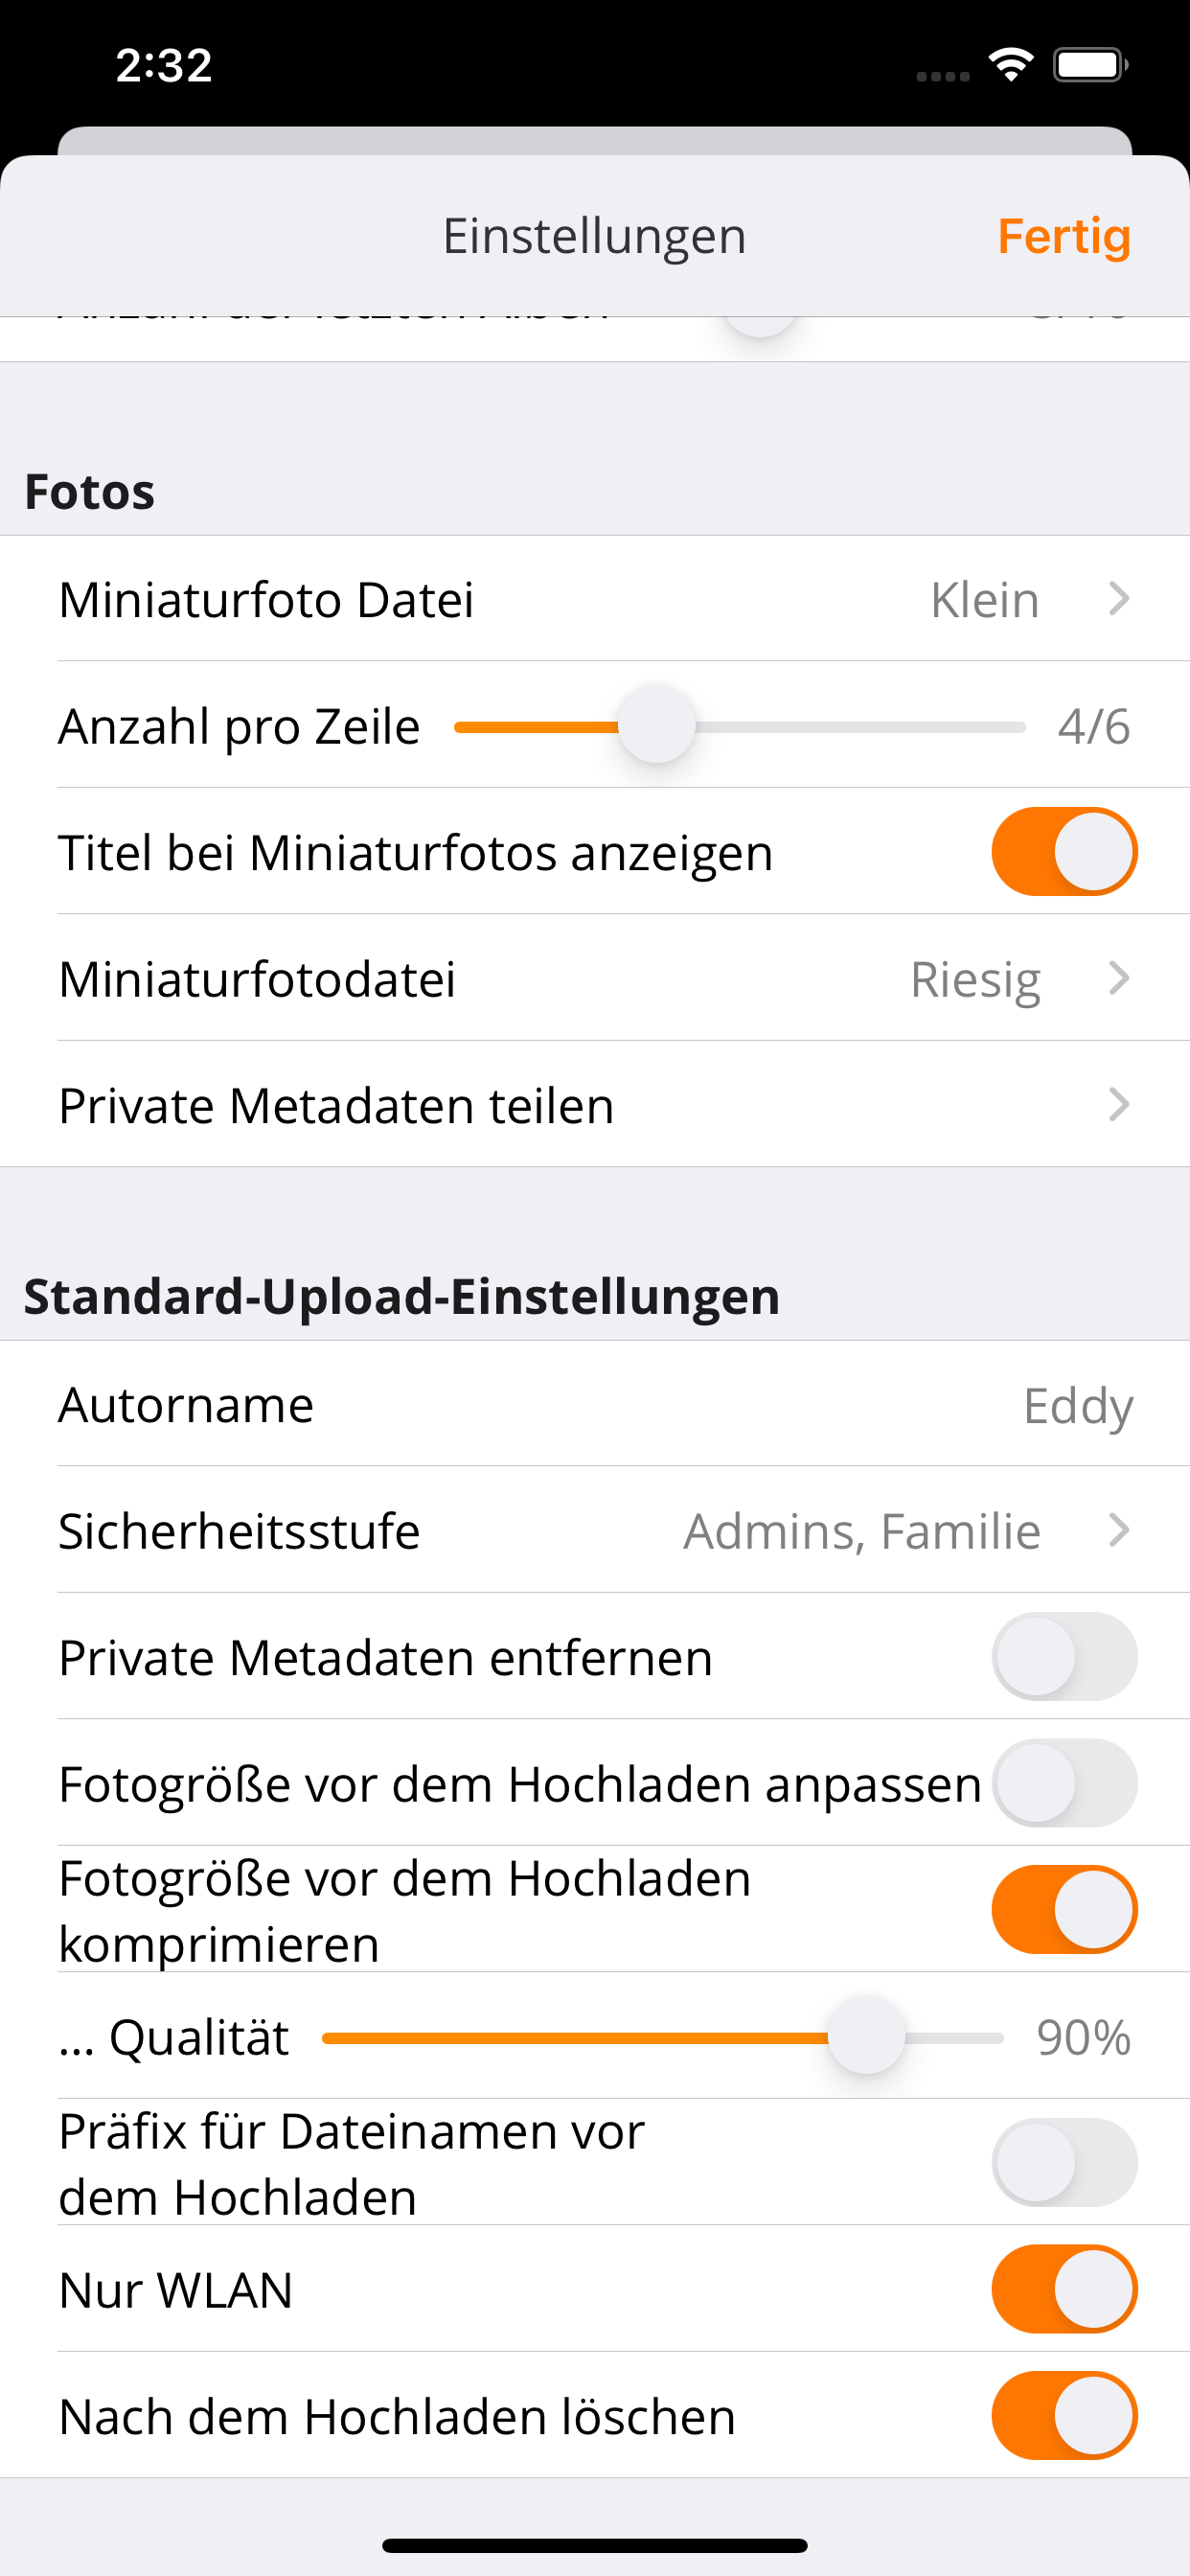 2:32
Einstellungen
Fertig
Fotos
Miniaturfoto Datei
Klein
Anzahl pro Zeile
4/6
Titel bei Miniaturfotos anzeigen
Miniaturfotodatei
Riesig
Private Metadaten teilen
Standard-Upload-Einstellungen
Autorname
Eddy
Sicherheitsstufe
Admins, Familie
Private Metadaten entfernen
Fotogröße vor dem Hochladen anpassen
Fotogröße vor dem Hochladen
komprimieren
... Qualität
90%
Präfix für Dateinamen vor
dem Hochladen
Nur WLAN
Nach dem Hochladen löschen